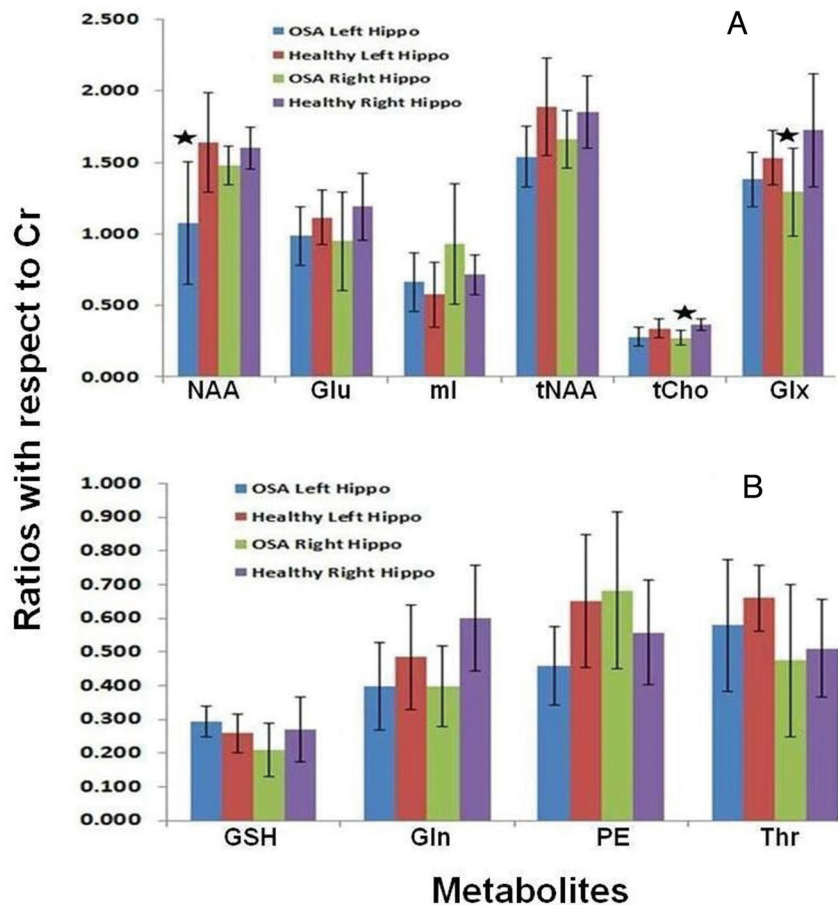 A
2.500
2.000
1.500
1.000
0.500
0.000
OSA Left Hippo
Healthy Left Hippo
OSA Right Hippo
Healthy Right Hippo
NAA Glu mI tNAA tCho Glx
Ratios with respect to Cr
B
1.000
0.900
0.800
0.700
0.600
0.500
0.400
0.300
0.200
0.100
0.000
OSA Left Hippo
Healthy Left Hippo
OSA Right Hippo
Healthy Right Hippo
GSH Gln PE Thr
Metabolites